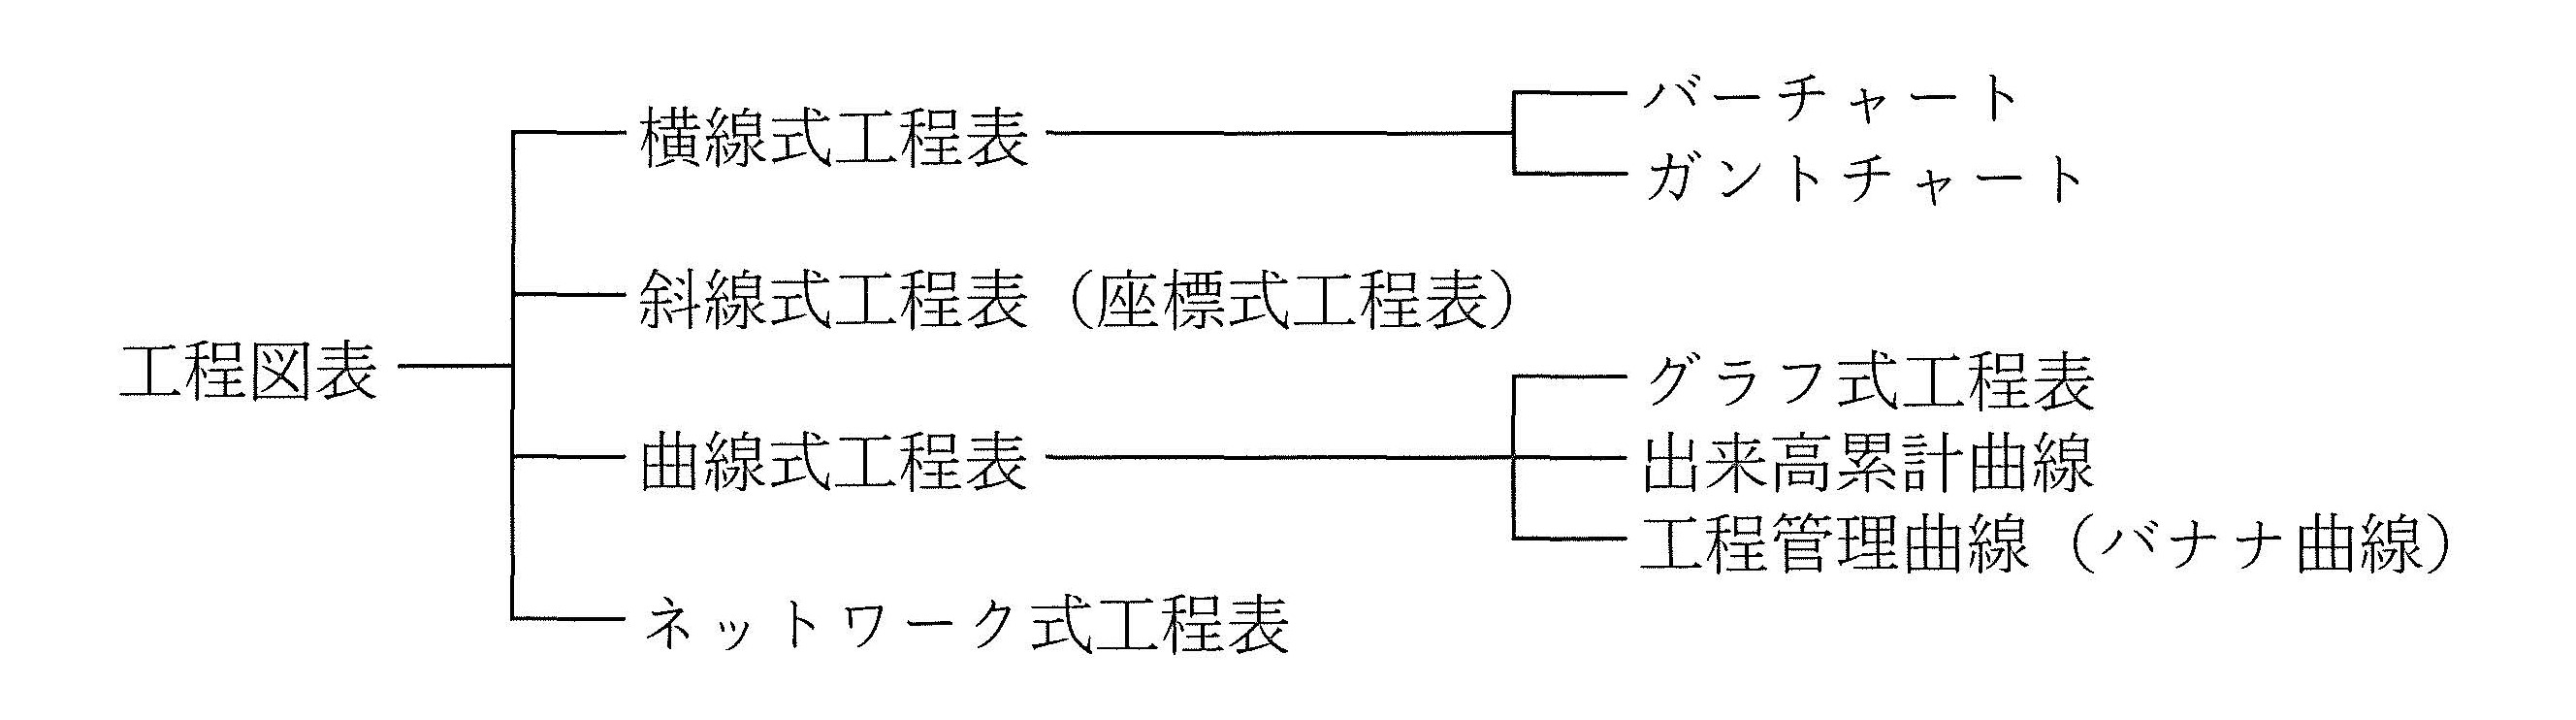 工程図表
横線式工程表
バーチャート
ガントチャート
斜線式工程表（座標式工程表）
曲線式工程表
グラフ式工程表
出来高累計曲線
工程管理曲線（バナナ曲線）
ネットワーク式工程表